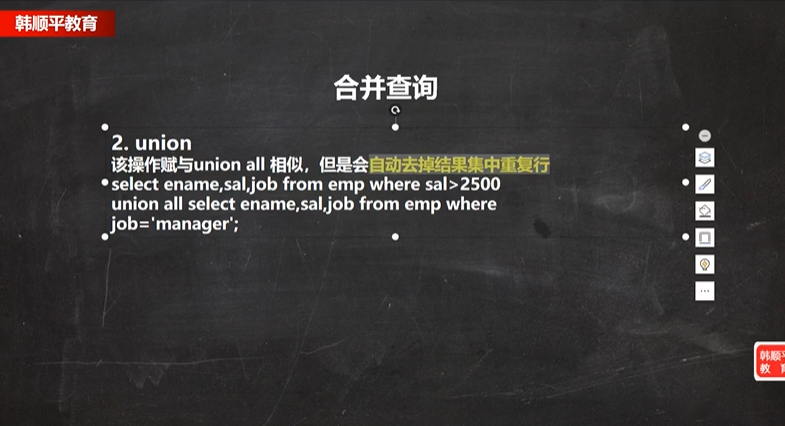 韩顺平教育
合并查询
2. union
该操作赋与union all 相似，但是会自动去掉结果集中重复行
select ename,sal,job from emp where sal>2500
union all select ename,sal,job from emp where
job='manager';
韩顺平
教 育